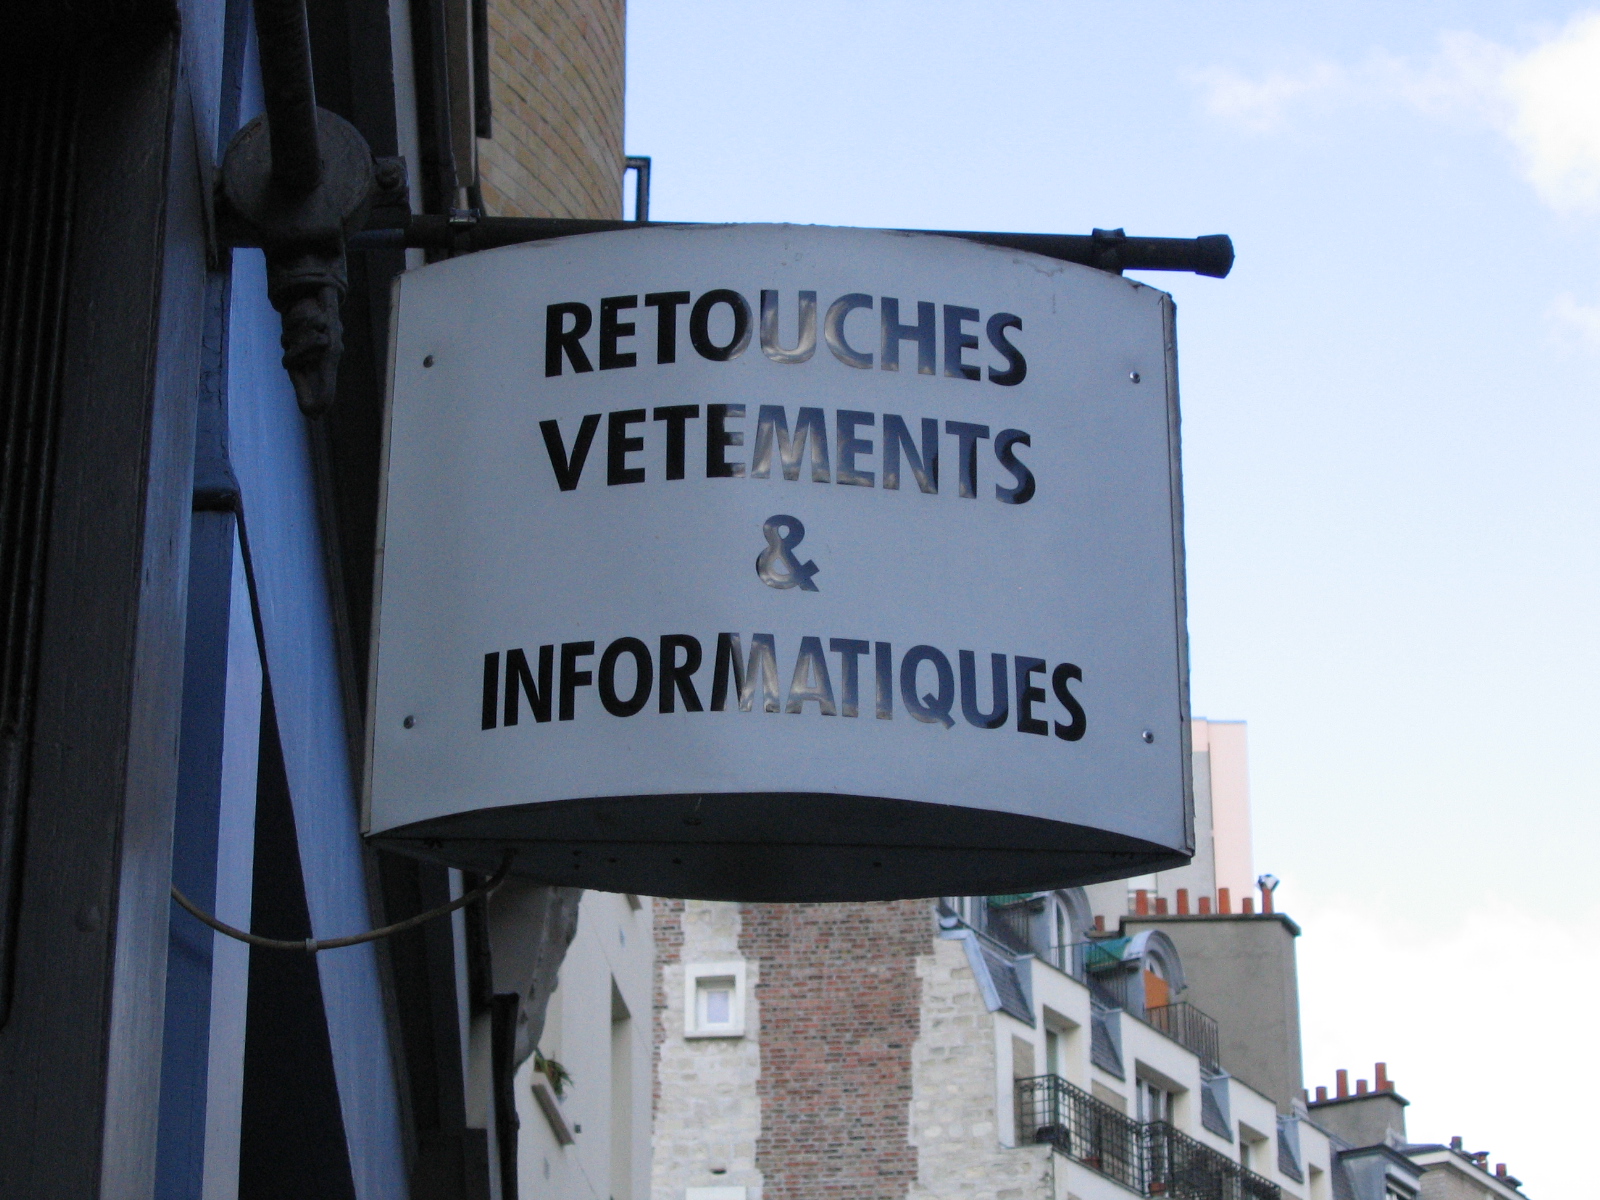 RETOUCHES
VETEMENTS
&
INFORMATIQUES